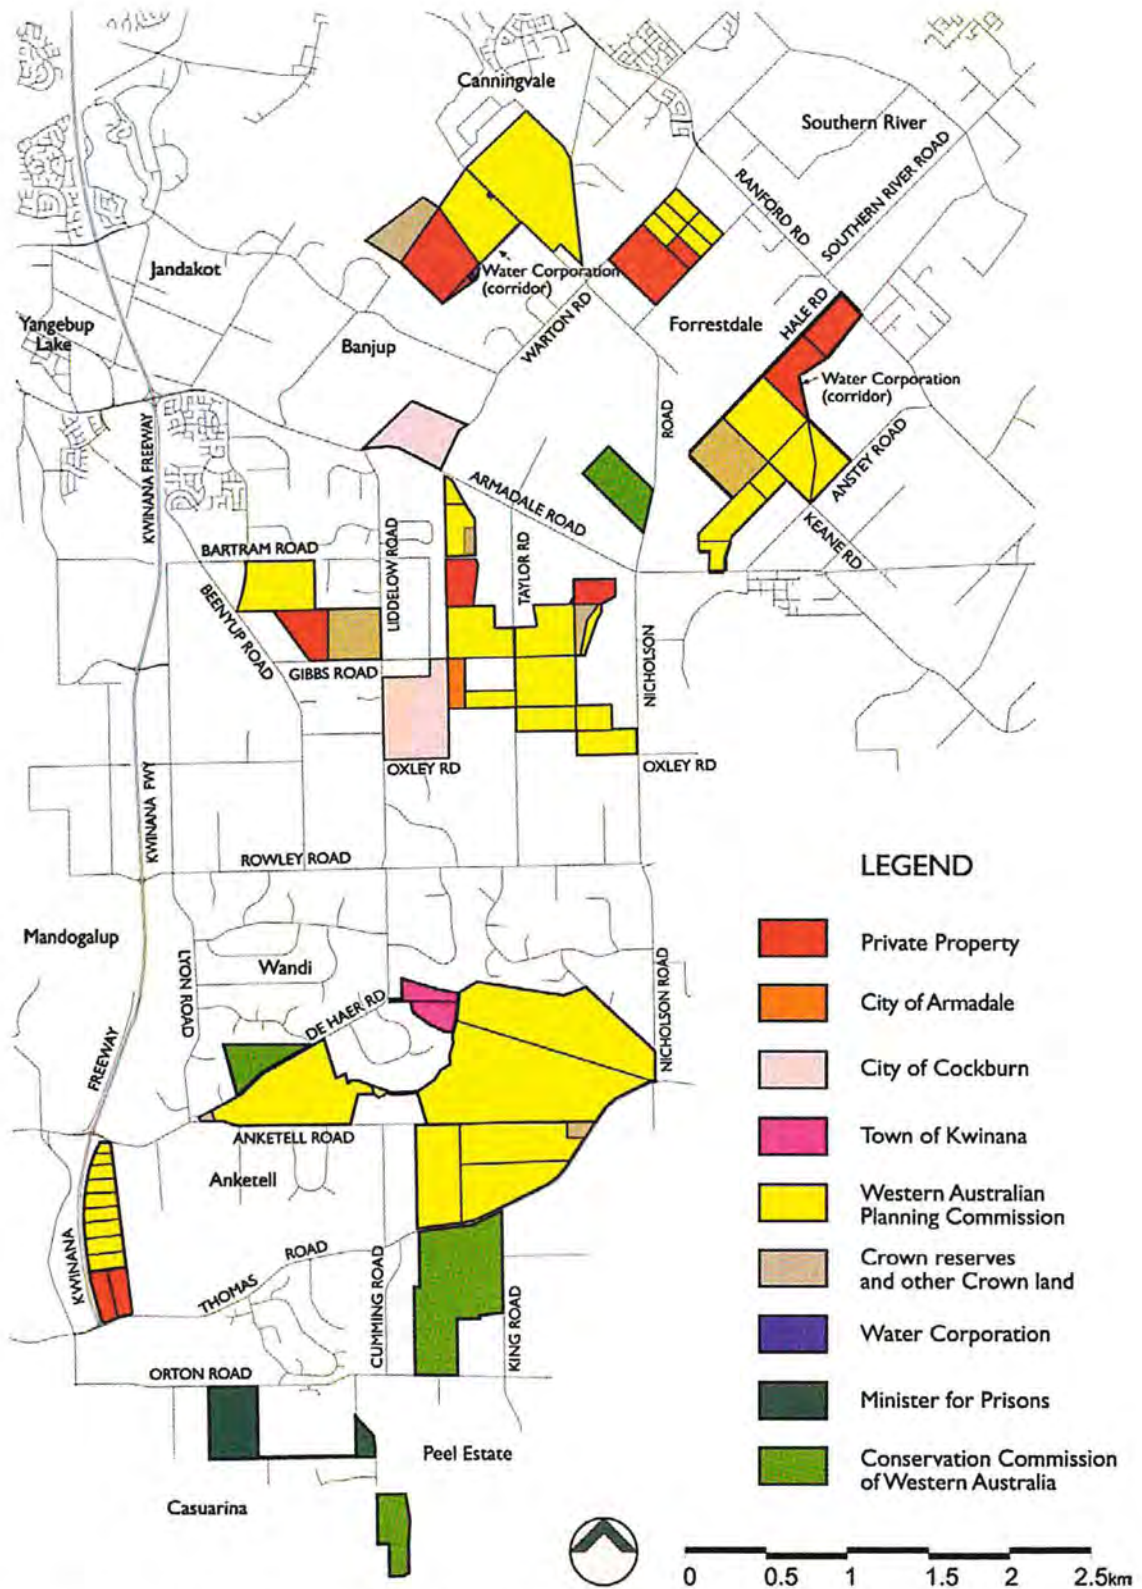 Canningvale
Southern River
RANFORD RD
SOUTHERN RIVER ROAD
Jandakot
Water Corporation
(corridor)
HALE RD
Yangebup
Lake
Banjup
WARTON RD
Forrestdale
Water Corporation
(corridor)
KWINANA FREEWAY
ROAD
ANSTEY ROAD
ARMADALE ROAD
KEANE RD
BARTRAM ROAD
LIDDELOW ROAD
TAYLOR RD
BEENYUP ROAD
GIBBS ROAD
NICHOLSON
OXLEY RD
OXLEY RD
KWINANA FWY
ROWLEY ROAD
LEGEND
Mandogalup
LYON ROAD
Wandi
NICHOLSON ROAD
DE HAER RD
FREEWAY
ANKETELL ROAD
Anketell
KWINANA
THOMAS
ROAD
CUMMING ROAD
KING ROAD
ORTON ROAD
Peel Estate
Casuarina
Private Property
City of Armadale
City of Cockburn
Town of Kwinana
Western Australian
Planning Commission
Crown reserves
and other Crown land
Water Corporation
Minister for Prisons
Conservation Commission
of Western Australia
0 0.5 1 1.5 2 2.5km